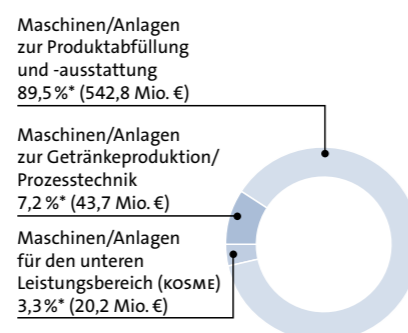 Maschinen/Anlagen
zur Produktabfüllung
und -ausstattung
89,5 %* (542,8 Mio. €)
Maschinen/Anlagen
zur Getränkeproduktion/
Prozesstechnik
7,2 %* (43,7 Mio. €)
Maschinen/Anlagen
für den unteren
Leistungsbereich (KOSME)
3,3 %* (20,2 Mio. €)